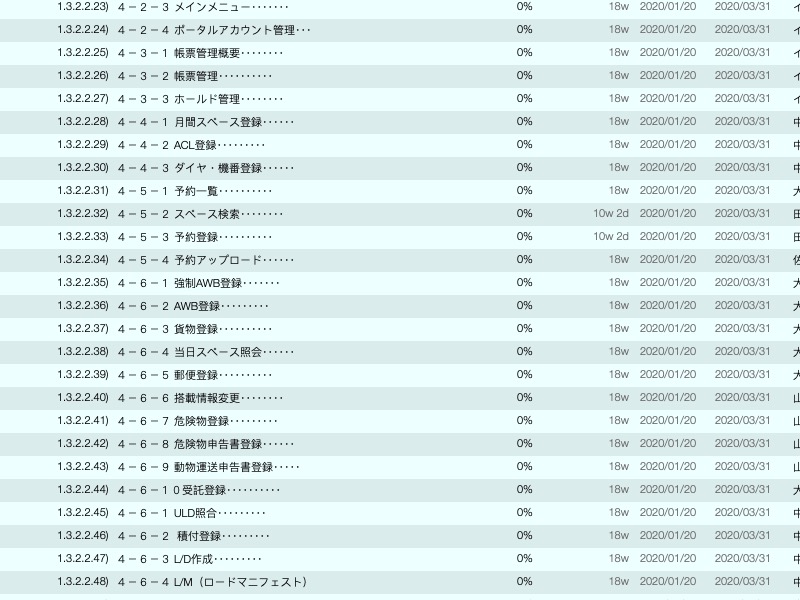 1.3.2.2.23) ４－２－３ メインメニュー・・・・・・・ 0% 18w 2020/01/20 2020/03/31 イ
1.3.2.2.24) ４－２－４ ポータルアカウント管理・・・ 0% 18w 2020/01/20 2020/03/31 イ
1.3.2.2.25) ４－３－１ 帳票管理概要・・・・・・・・ 0% 18w 2020/01/20 2020/03/31 イ
1.3.2.2.26) ４－３－２ 帳票管理・・・・・・・・・・ 0% 18w 2020/01/20 2020/03/31 イ
1.3.2.2.27) ４－３－３ ホールド管理・・・・・・・・ 0% 18w 2020/01/20 2020/03/31 イ
1.3.2.2.28) ４－４－１ 月間スペース登録・・・・・・ 0% 18w 2020/01/20 2020/03/31 中
1.3.2.2.29) ４－４－２ ACL登録・・・・・・・・・ 0% 18w 2020/01/20 2020/03/31 中
1.3.2.2.30) ４－４－３ ダイヤ・機番登録・・・・・・ 0% 18w 2020/01/20 2020/03/31 中
1.3.2.2.31) ４－５－１ 予約一覧・・・・・・・・・・ 0% 18w 2020/01/20 2020/03/31 大
1.3.2.2.32) ４－５－２ スペース検索・・・・・・・・ 0% 10w 2d 2020/01/20 2020/03/31 田
1.3.2.2.33) ４－５－３ 予約登録・・・・・・・・・・ 0% 10w 2d 2020/01/20 2020/03/31 田
1.3.2.2.34) ４－５－４ 予約アップロード・・・・・・ 0% 18w 2020/01/20 2020/03/31 佐
1.3.2.2.35) ４－６－１ 強制AWB登録・・・・・・・ 0% 18w 2020/01/20 2020/03/31 大
1.3.2.2.36) ４－６－２ AWB登録・・・・・・・・・ 0% 18w 2020/01/20 2020/03/31 大
1.3.2.2.37) ４－６－３ 貨物登録・・・・・・・・・・ 0% 18w 2020/01/20 2020/03/31 大
1.3.2.2.38) ４－６－４ 当日スペース照会・・・・・・ 0% 18w 2020/01/20 2020/03/31 大
1.3.2.2.39) ４－６－５ 郵便登録・・・・・・・・・・ 0% 18w 2020/01/20 2020/03/31 大
1.3.2.2.40) ４－６－６ 搭載情報変更・・・・・・・・ 0% 18w 2020/01/20 2020/03/31 山
1.3.2.2.41) ４－６－７ 危険物登録・・・・・・・・・ 0% 18w 2020/01/20 2020/03/31 山
1.3.2.2.42) ４－６－８ 危険物申告書登録・・・・・・ 0% 18w 2020/01/20 2020/03/31 山
1.3.2.2.43) ４－６－９ 動物運送申告書登録・・・・・ 0% 18w 2020/01/20 2020/03/31 山
1.3.2.2.44) ４－６－１０受託登録・・・・・・・・・・ 0% 18w 2020/01/20 2020/03/31 大
1.3.2.2.45) ４－６－１ ULD照合・・・・・・・・・ 0% 18w 2020/01/20 2020/03/31 中
1.3.2.2.46) ４－６－２ 積付登録・・・・・・・・・ 0% 18w 2020/01/20 2020/03/31 中
1.3.2.2.47) ４－６－３ L/D作成・・・・・・・・・ 0% 18w 2020/01/20 2020/03/31 中
1.3.2.2.48) ４－６－４ L/M（ロードマニフェスト） 0% 18w 2020/01/20 2020/03/31 中